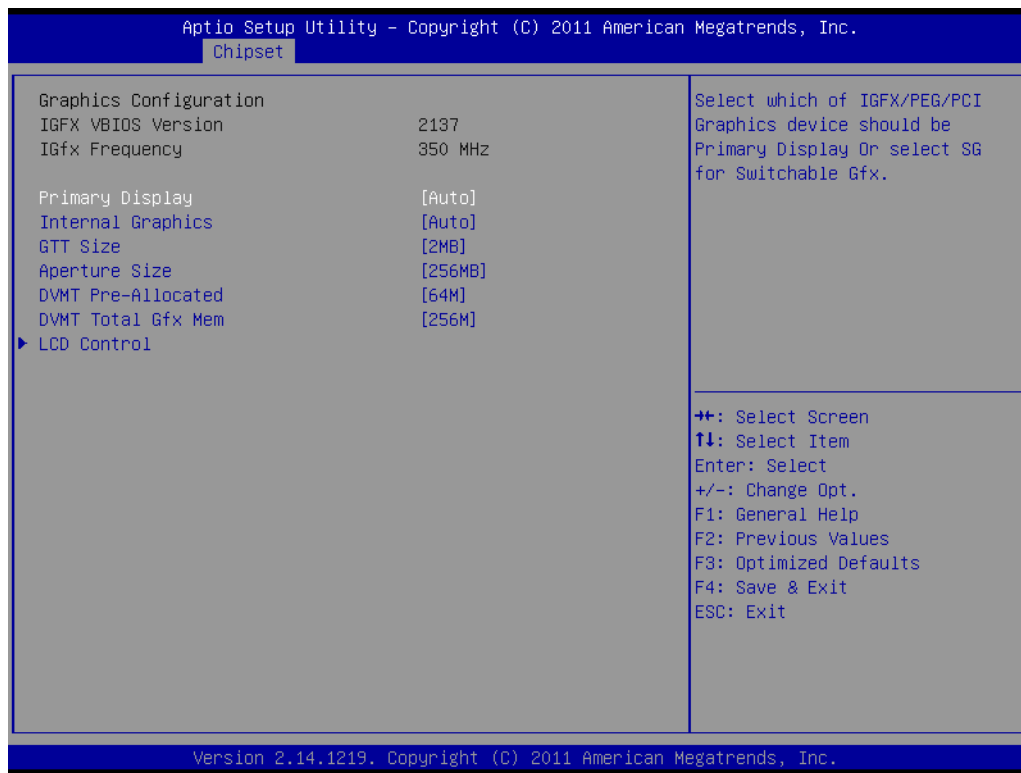 Aptio Setup Utility – Copyright (C) 2011 American Megatrends, Inc.
Chipset
Graphics Configuration
IGFX VBIOS Version 2137
IGfx Frequency 350 MHz
Primary Display [Auto]
Internal Graphics [Auto]
GTT Size [2MB]
Aperture Size [256MB]
DVMT Pre-Allocated [64M]
DVMT Total Gfx Mem [256M]
▶ LCD Control
Select which of IGFX/PEG/PCI
Graphics device should be
Primary Display Or select SG
for Switchable Gfx.
→←: Select Screen
↑↓: Select Item
Enter: Select
+/-: Change Opt.
F1: General Help
F2: Previous Values
F3: Optimized Defaults
F4: Save & Exit
ESC: Exit
Version 2.14.1219. Copyright (C) 2011 American Megatrends, Inc.